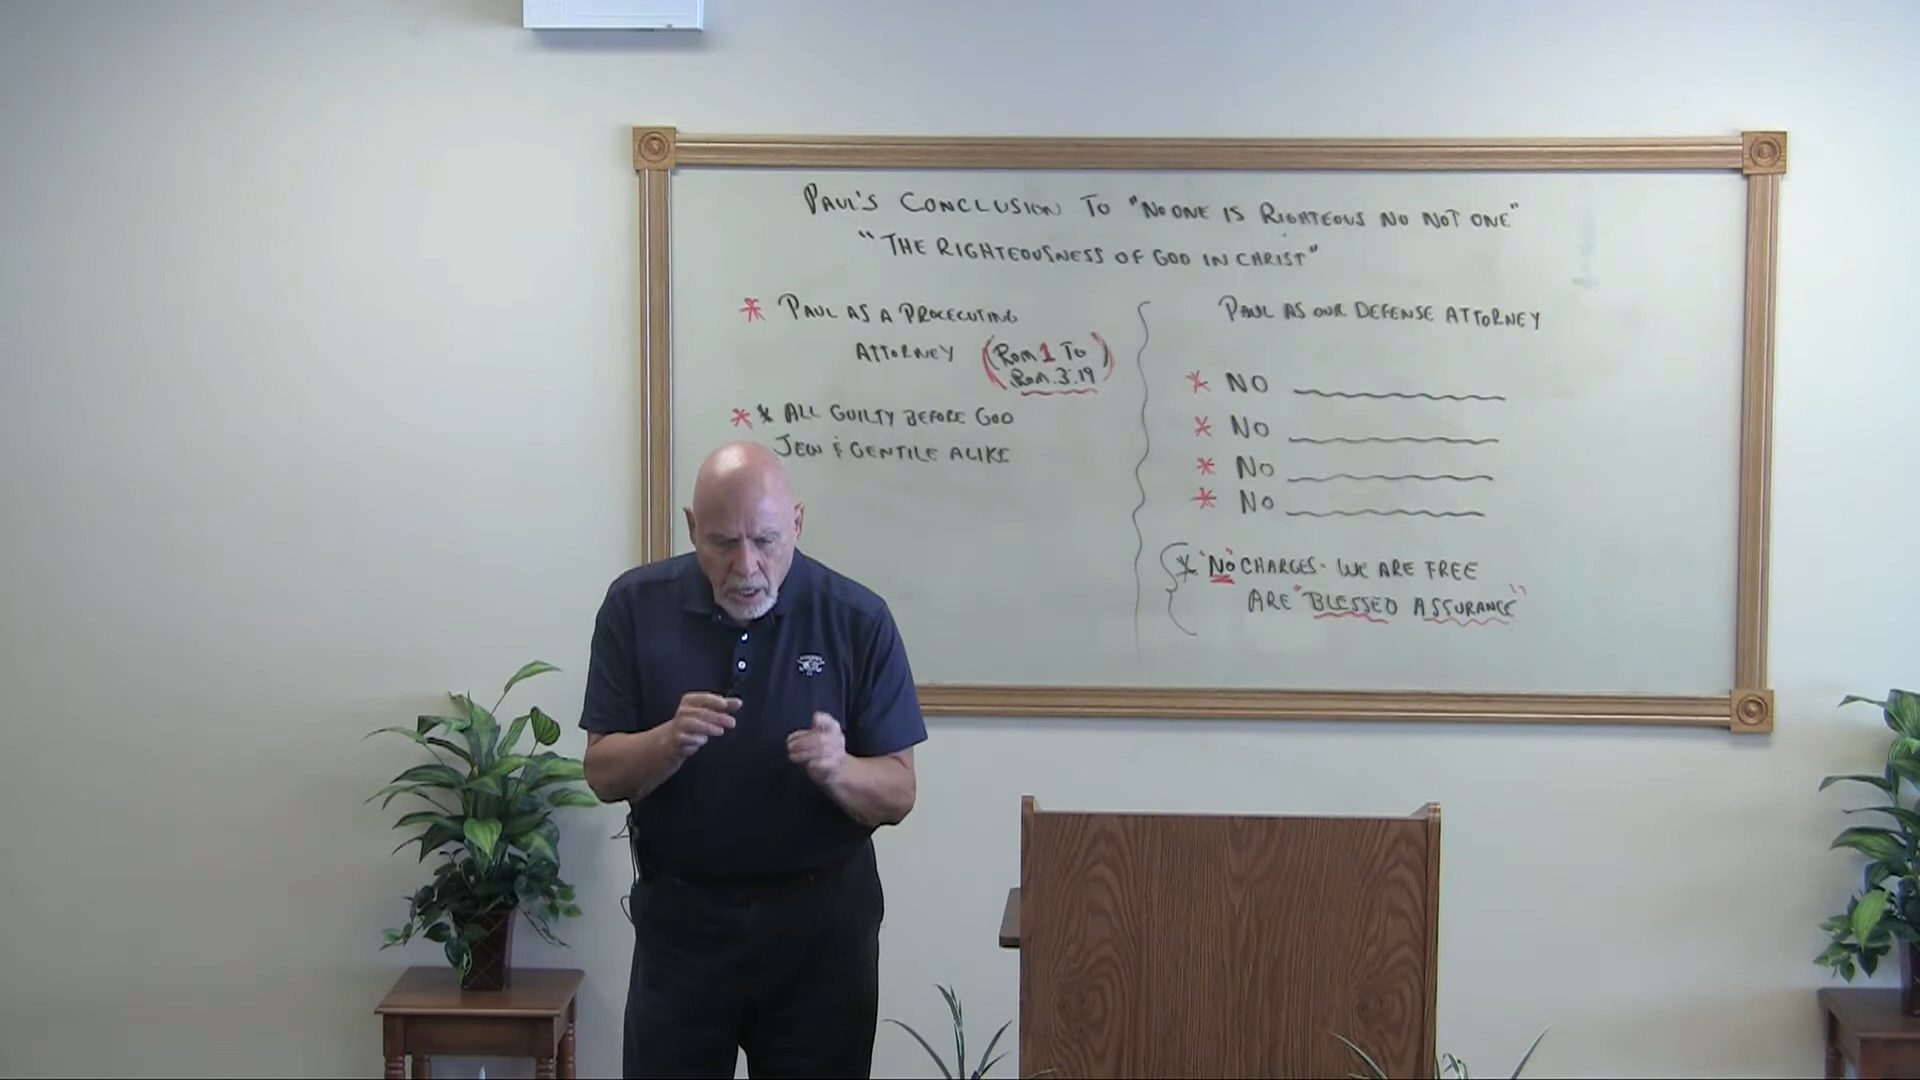 PAUL'S CONCLUSION TO "NO ONE IS RIGHTEOUS NO NOT ONE"
"THE RIGHTEOUSNESS OF GOD IN CHRIST"
* PAUL AS A PROCECUTING
ATTORNEY (ROM 1 TO
ROM. 3:19)
* * ALL GUILTY BEFORE GOD
JEW & GENTILE ALIKE
PAUL AS OUR DEFENSE ATTORNEY
* NO
* NO
* NO
* NO
* "NO" CHARGES - WE ARE FREE
ARE "BLESSED ASSURANCE"